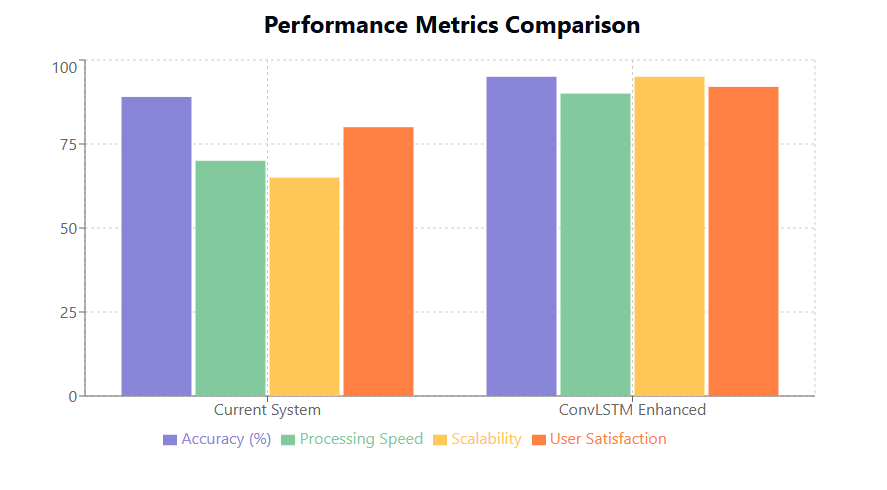 Performance Metrics Comparison
100
75
50
25
0
Current System ConvLSTM Enhanced
Accuracy (%) Processing Speed Scalability User Satisfaction